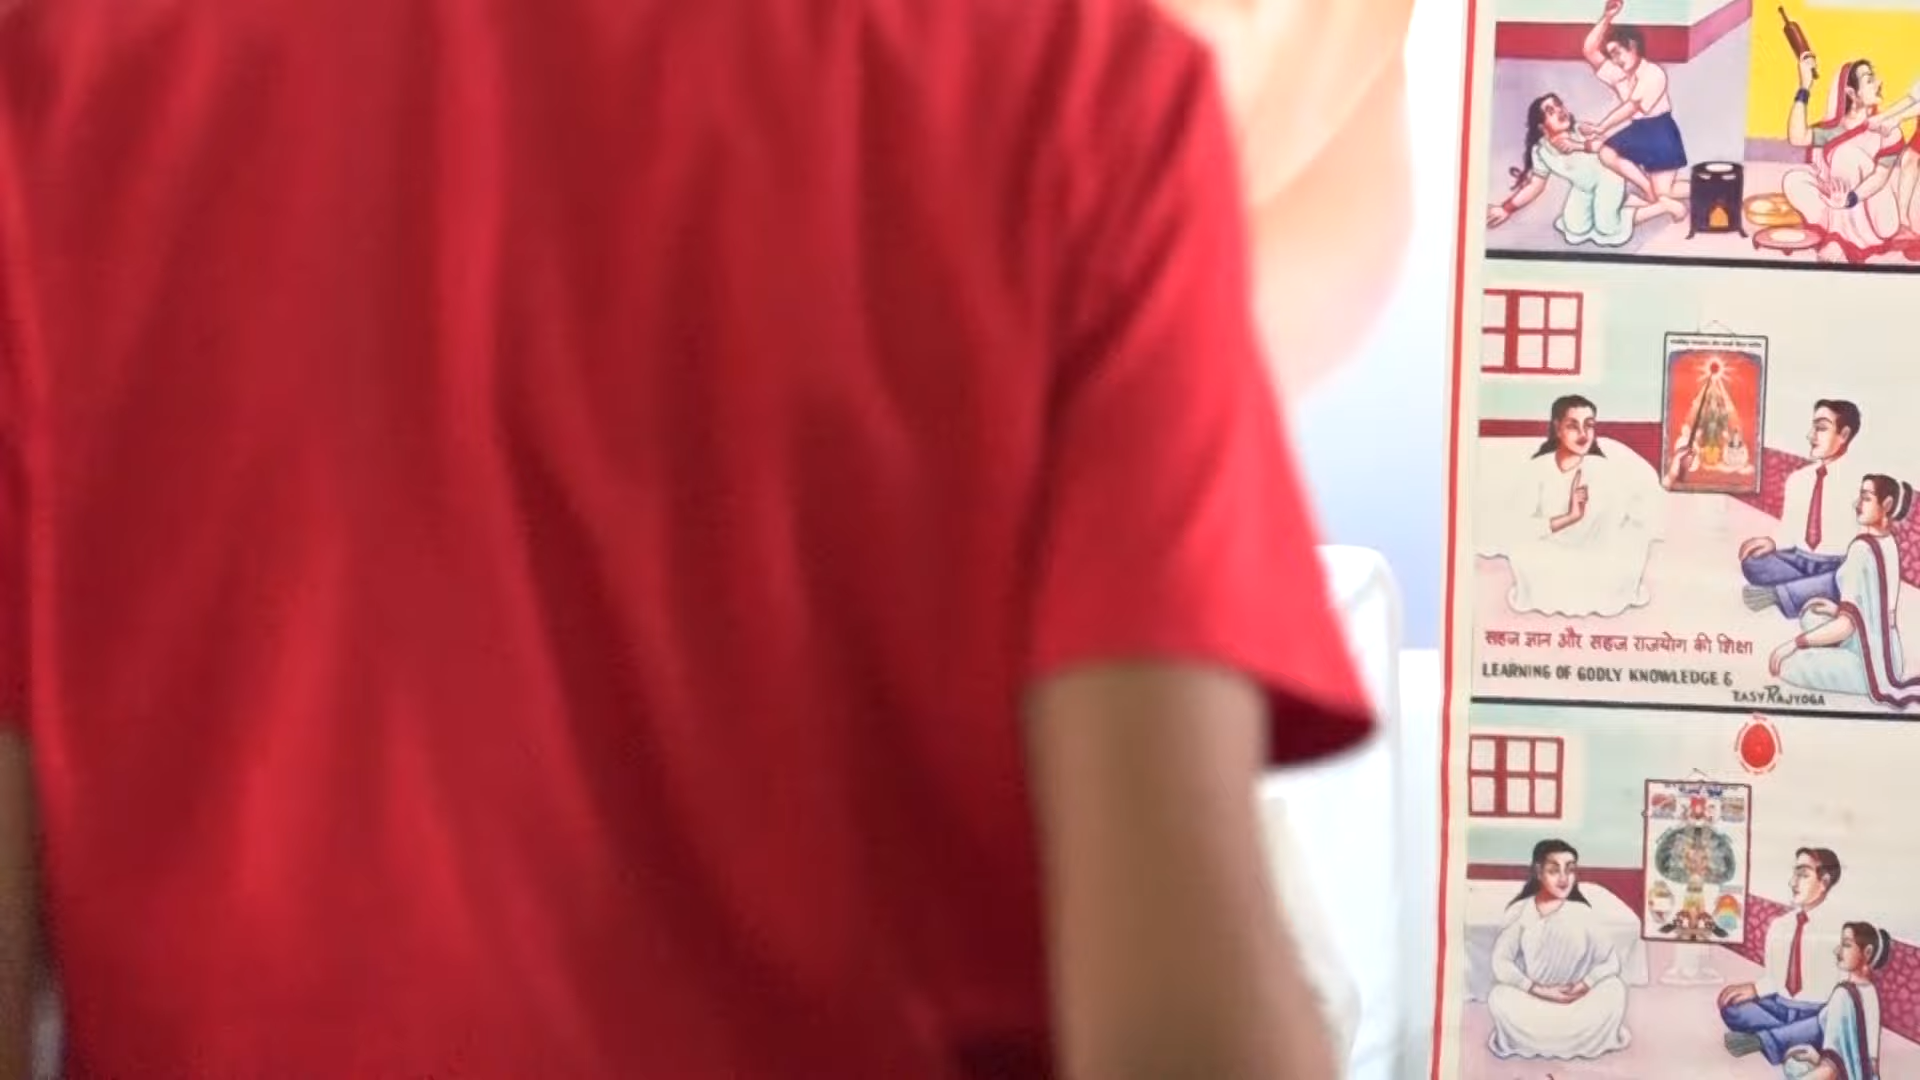 सहज ज्ञान और सहज राजयोग की शिक्षा
LEARNING OF GODLY KNOWLEDGE &
EASY RAJYOGA